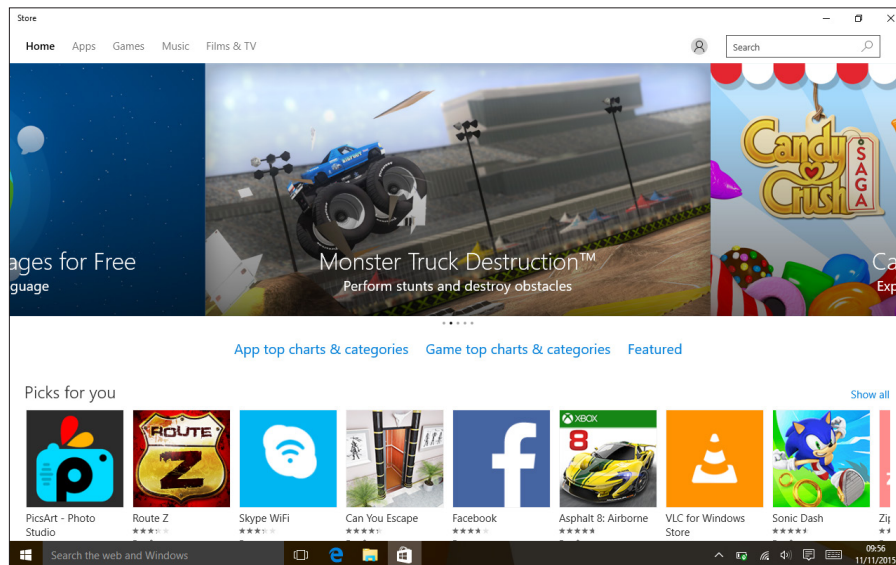 Store
Home Apps Games Music Films & TV
Search
ages for Free
guage
Monster Truck Destruction™
Perform stunts and destroy obstacles
Candy
Crush
SAGA
Ca
Exp
App top charts & categories Game top charts & categories Featured
Picks for you
Show all
ROUTE
Z
p
f
XBOX
8
PicsArt - Photo
Studio
Route Z
Skype WiFi
Can You Escape
Facebook
Asphalt 8: Airborne
VLC for Windows
Store
Sonic Dash
Zip
Search the web and Windows
09:56
11/11/2015